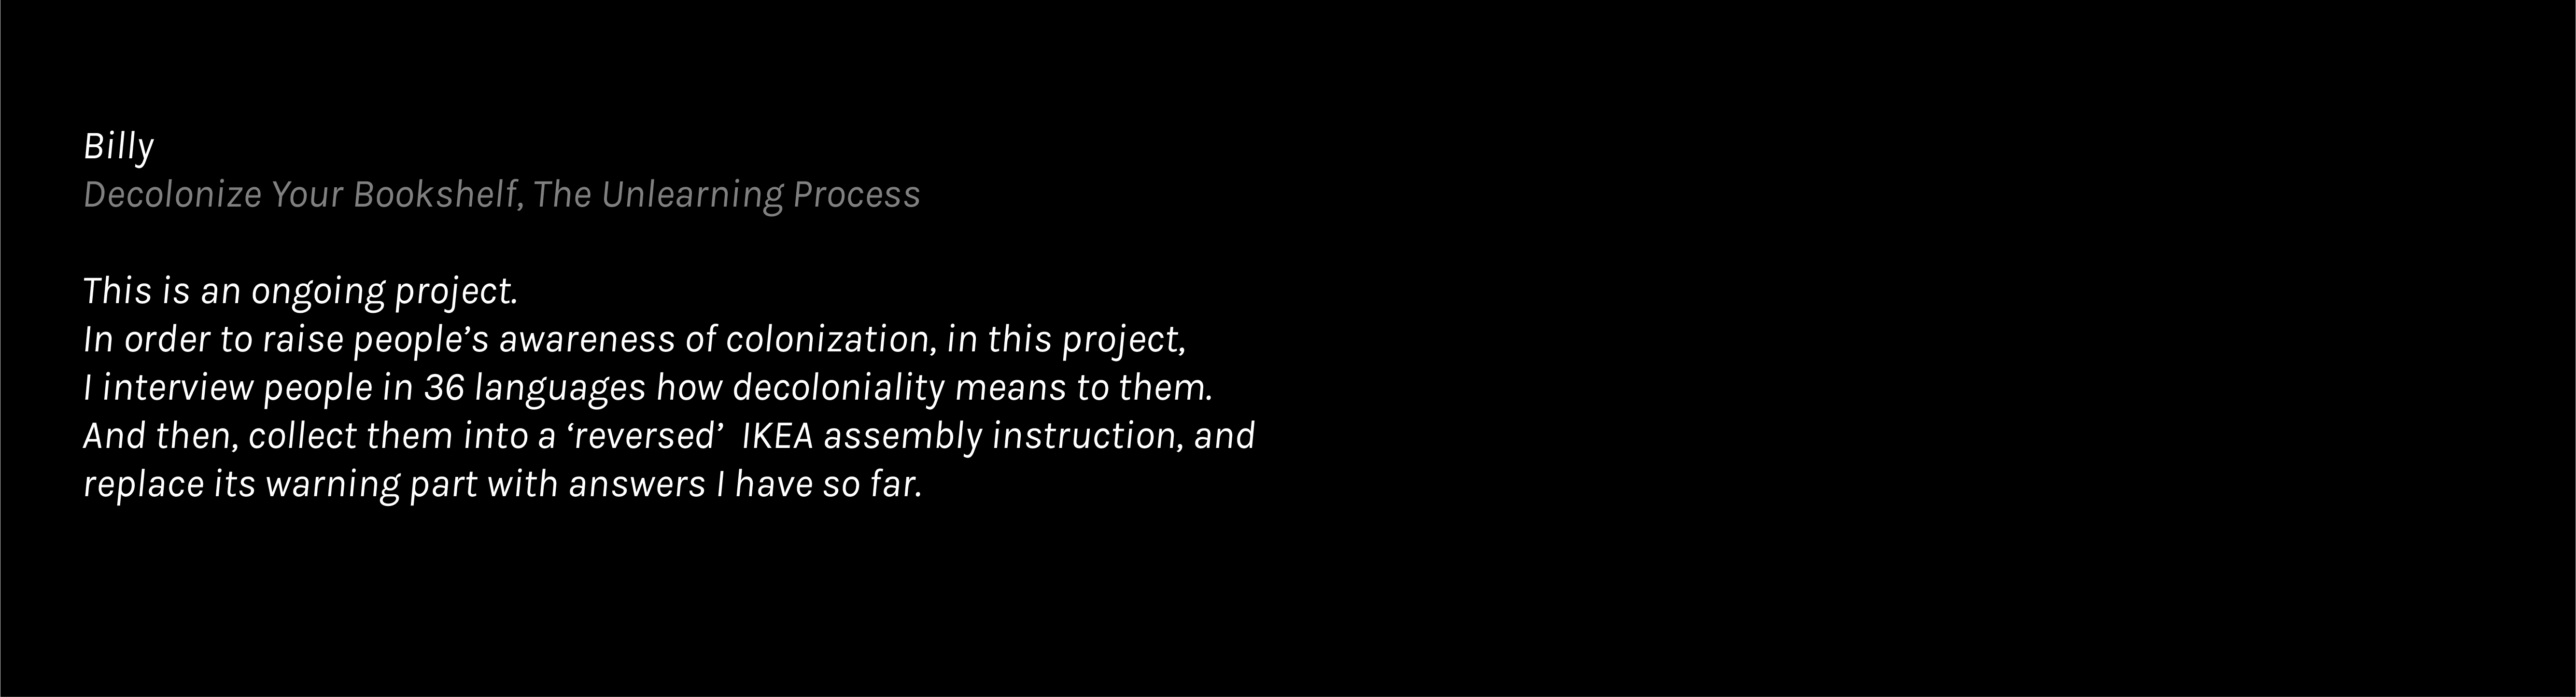 Billy
Decolonize Your Bookshelf, The Unlearning Process
This is an ongoing project.
In order to raise people’s awareness of colonization, in this project,
I interview people in 36 languages how decoloniality means to them.
And then, collect them into a ‘reversed’  IKEA assembly instruction, and
replace its warning part with answers I have so far.